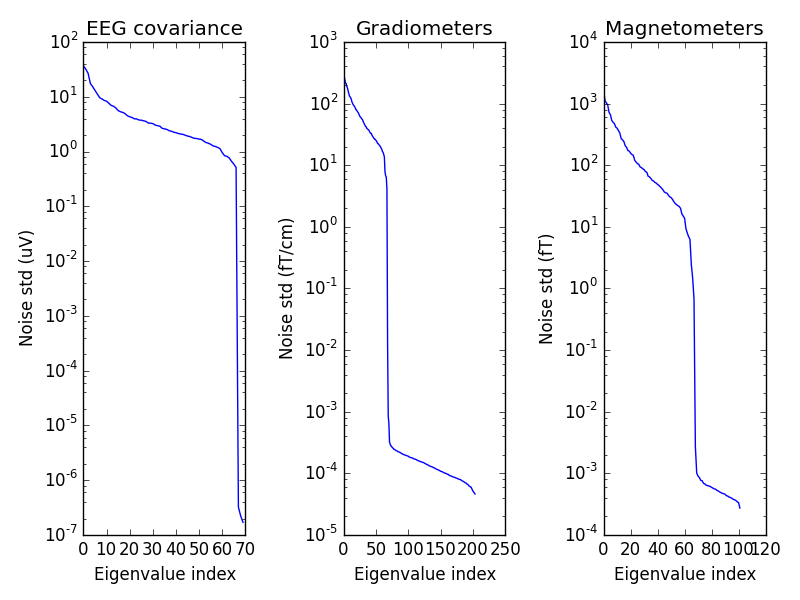 EEG covariance
Gradiometers
Magnetometers
Noise std (uV)
10^2
10^1
10^0
10^-1
10^-2
10^-3
10^-4
10^-5
10^-6
10^-7
0 10 20 30 40 50 60 70
Eigenvalue index
Noise std (fT/cm)
10^3
10^2
10^1
10^0
10^-1
10^-2
10^-3
10^-4
10^-5
0 50 100 150 200 250
Eigenvalue index
Noise std (fT)
10^4
10^3
10^2
10^1
10^0
10^-1
10^-2
10^-3
10^-4
0 20 40 60 80 100 120
Eigenvalue index